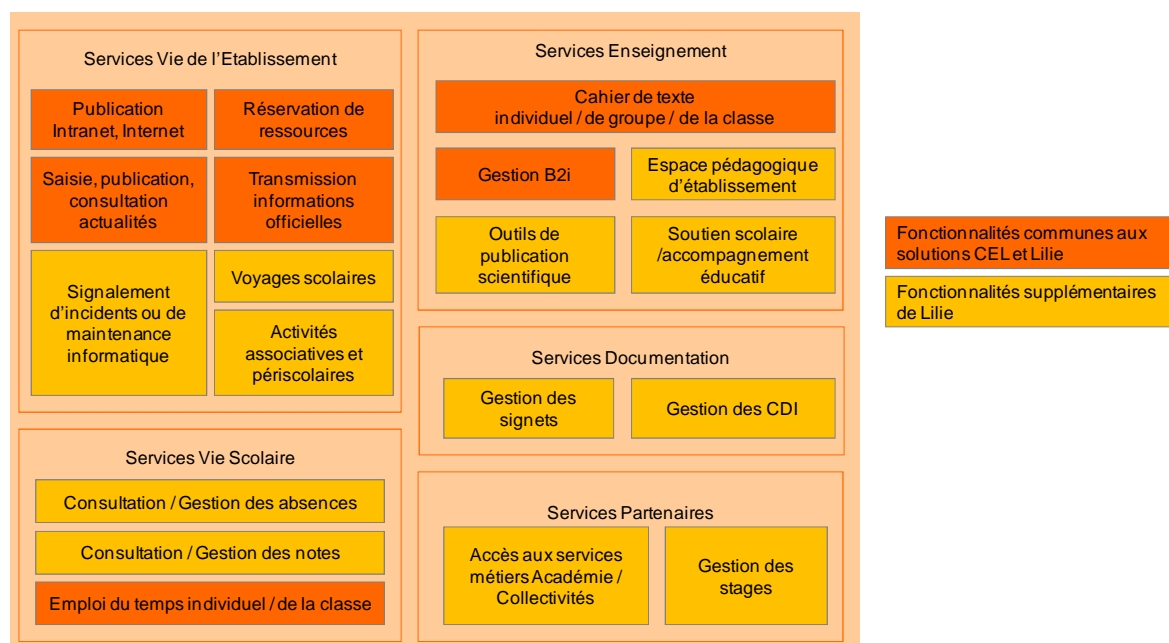 Services Vie de l'Etablissement
Publication
Intranet, Internet
Réservation de
ressources
Saisie, publication,
consultation
actualités
Transmission
informations
officielles
Signalement
d'incidents ou de
maintenance
informatique
Voyages scolaires
Activités
associatives et
périscolaires
Services Vie Scolaire
Consultation / Gestion des absences
Consultation / Gestion des notes
Emploi du temps individuel / de la classe
Services Enseignement
Cahier de texte
individuel / de groupe / de la classe
Gestion B2i
Espace pédagogique
d'établissement
Outils de
publication
scientifique
Soutien scolaire
/accompagnement
éducatif
Services Documentation
Gestion des
signets
Gestion des CDI
Services Partenaires
Accès aux services
métiers Académie /
Collectivités
Gestion des
stages
Fonctionnalités communes aux
solutions CEL et Lilie
Fonctionnalités supplémentaires
de Lilie